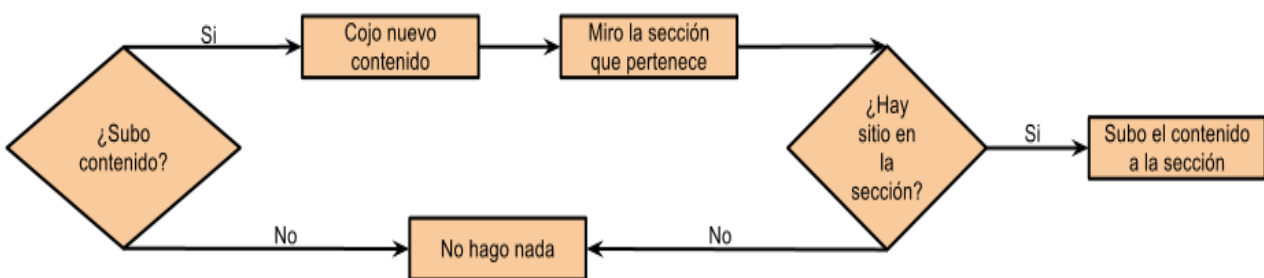 Si
Cojo nuevo
contenido
Miro la sección
que pertenece
¿Subo
contenido?
¿Hay
sitio en
la
sección?
Si
Subo el contenido
a la sección
No
No hago nada
No